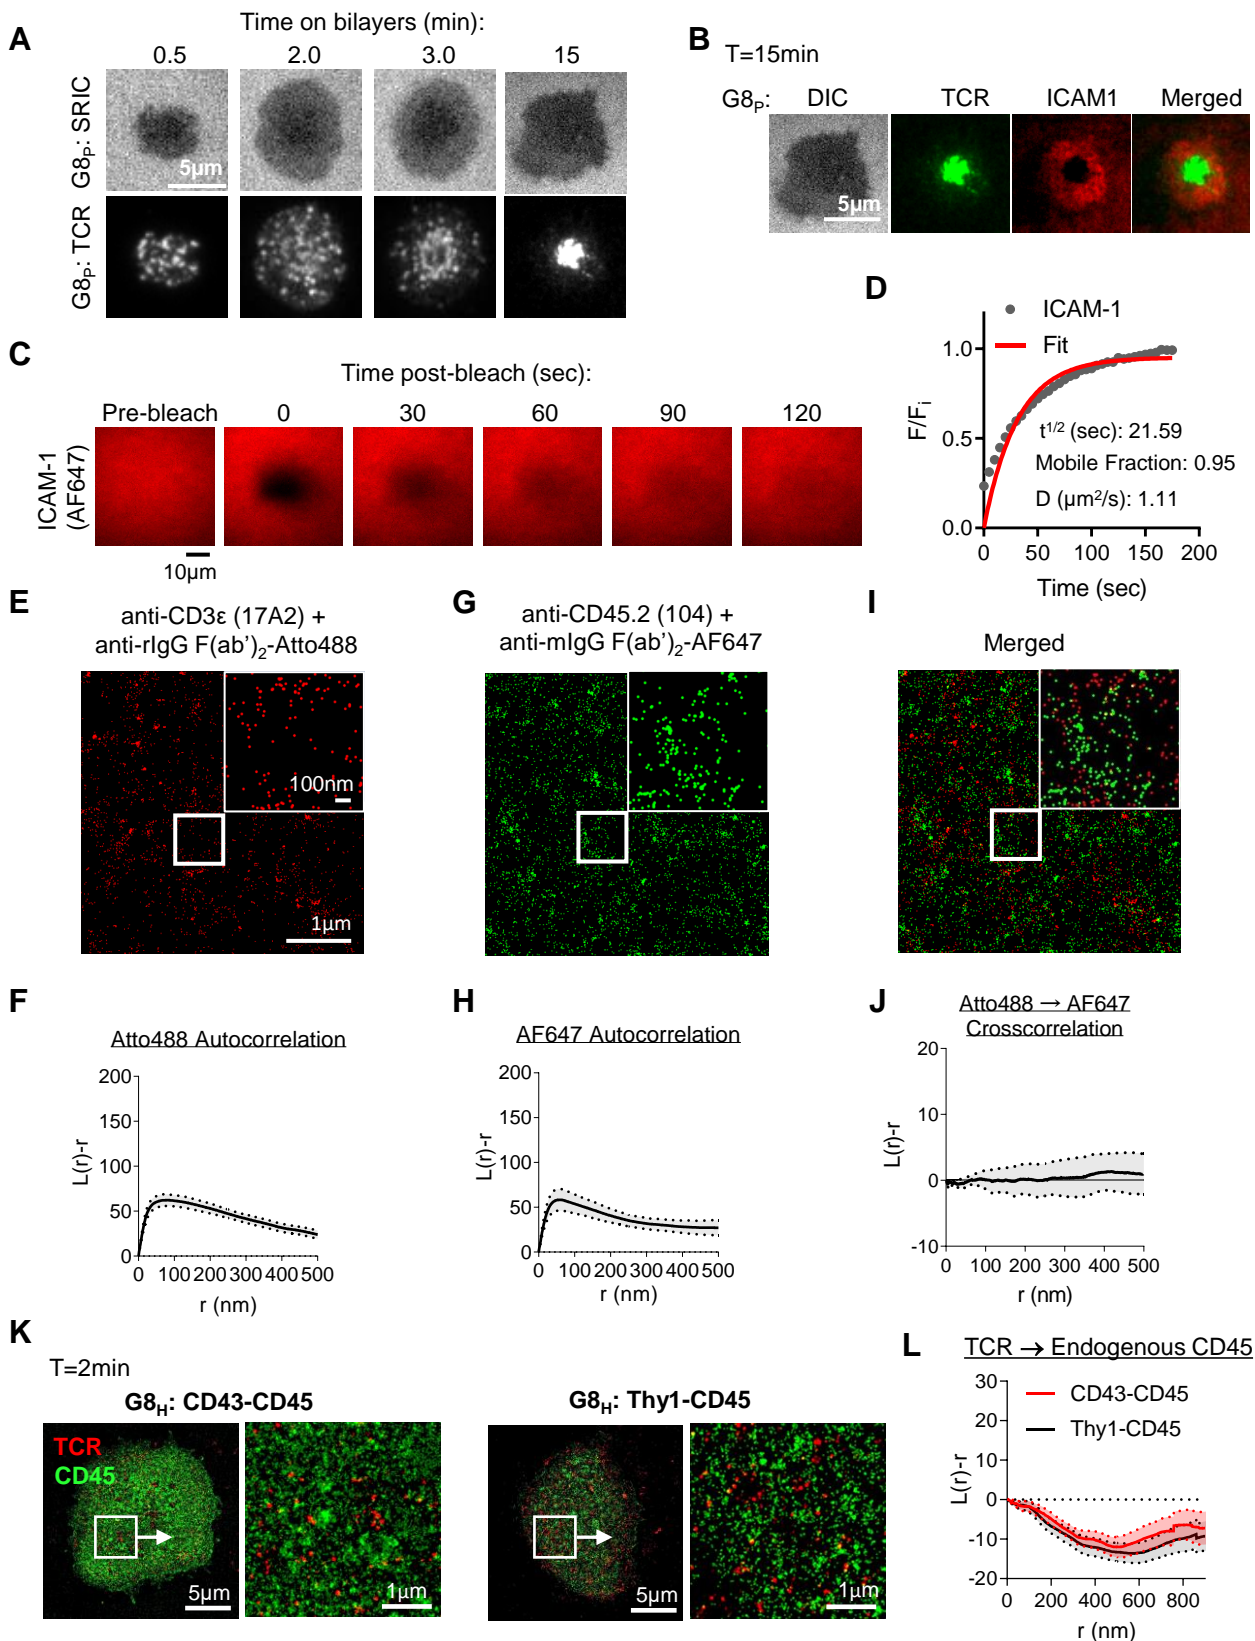 A
Time on bilayers (min):
0.5 2.0 3.0 15
G8P: SRIC
5µm
G8P: TCR
B
T=15min
G8P: DIC TCR ICAM1 Merged
5µm
C
Time post-bleach (sec):
Pre-bleach 0 30 60 90 120
ICAM-1
(AF647)
10µm
D
ICAM-1
Fit
1.0
0.5
0.0
F/Fi
t1/2 (sec): 21.59
Mobile Fraction: 0.95
D (µm2/s): 1.11
0 50 100 150 200
Time (sec)
E
anti-CD3ε (17A2) +
anti-rIgG F(ab’)2-Atto488
100nm
1µm
G
anti-CD45.2 (104) +
anti-mIgG F(ab’)2-AF647
I
Merged
F
Atto488 Autocorrelation
200
150
100
50
0
L(r)-r
0 100 200 300 400 500
r (nm)
H
AF647 Autocorrelation
200
150
100
50
0
L(r)-r
0 100 200 300 400 500
r (nm)
J
Atto488 → AF647
Crosscorrelation
20
10
0
-10
L(r)-r
0 100 200 300 400 500
r (nm)
K
T=2min
G8H: CD43-CD45
TCR
CD45
5µm
1µm
G8H: Thy1-CD45
5µm
1µm
L
TCR → Endogenous CD45
30
20
10
0
-10
-20
L(r)-r
CD43-CD45
Thy1-CD45
0 200 400 600 800
r (nm)